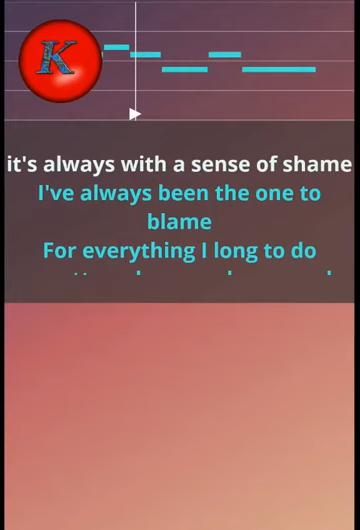 K
it's always with a sense of shame
I've always been the one to
blame
For everything I long to do